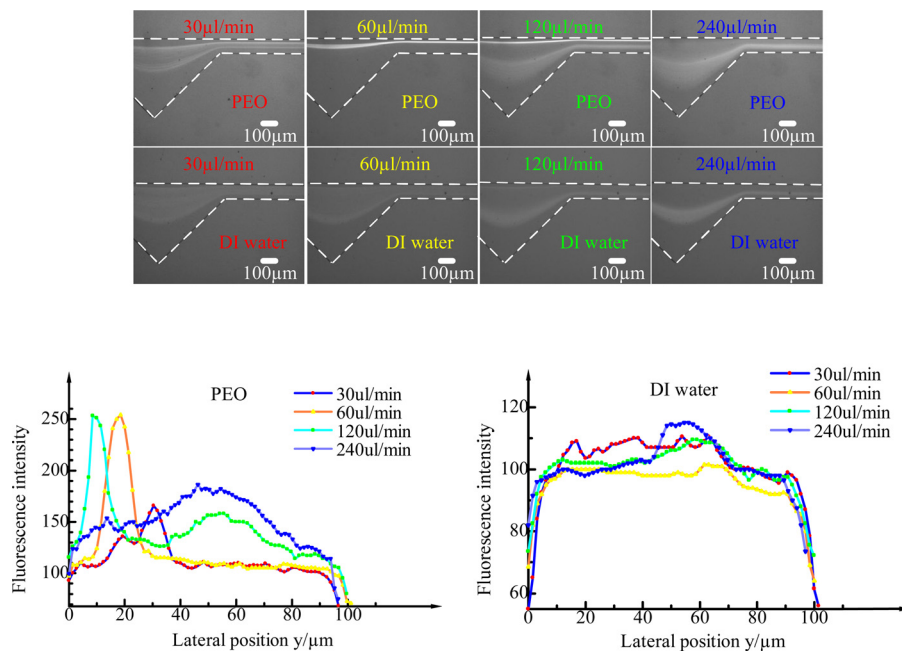 30µl/min 60µl/min 120µl/min 240µl/min
PEO PEO PEO PEO
100µm 100µm 100µm 100µm
30µl/min 60µl/min 120µl/min 240µl/min
DI water DI water DI water DI water
100µm 100µm 100µm 100µm
PEO
30ul/min
60ul/min
120ul/min
240ul/min
Fluorescence intensity
250
200
150
100
0 20 40 60 80 100
Lateral position y/µm
DI water
30ul/min
60ul/min
120ul/min
240ul/min
Fluorescence intensity
120
100
80
60
0 20 40 60 80 100
Lateral position y/µm